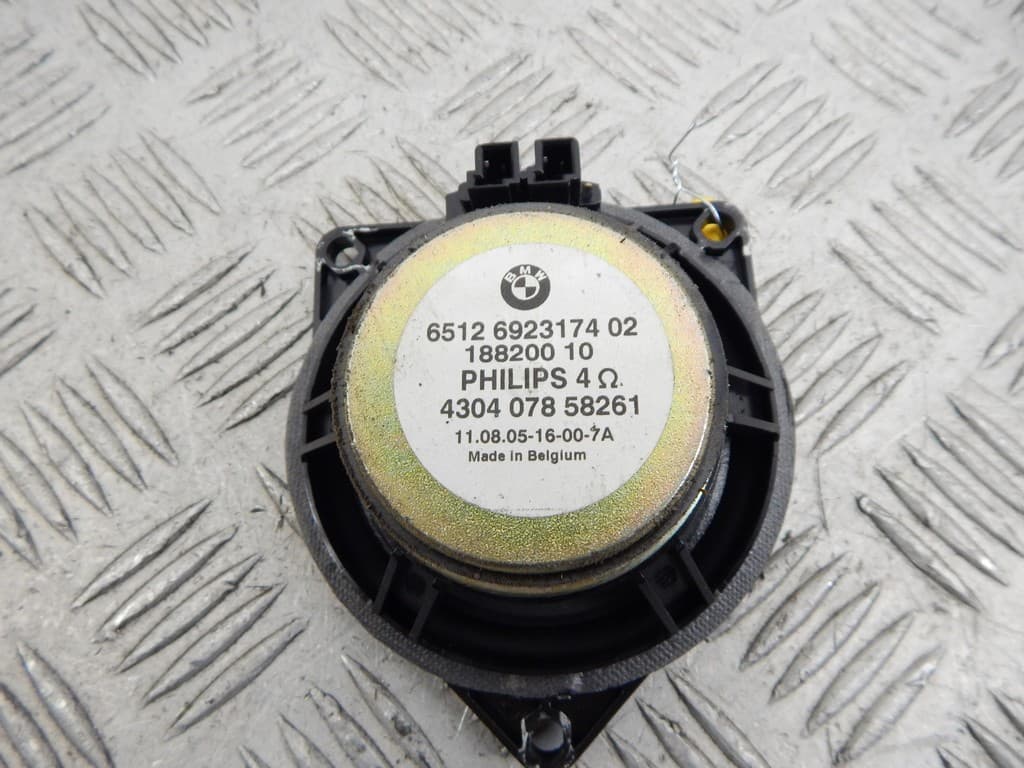 BMW
6512 6923174 02
188200 10
PHILIPS 4 Ω
4304 078 58261
11.08.05-16-00-7A
Made in Belgium